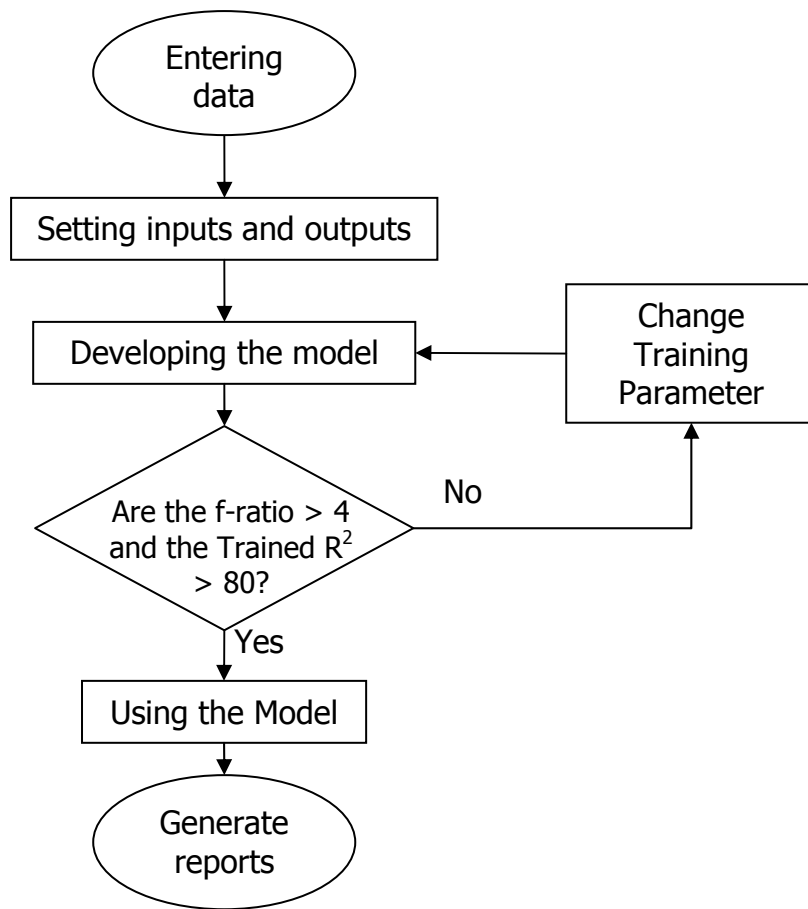 Entering
data
Setting inputs and outputs
Developing the model
Change
Training
Parameter
Are the f-ratio > 4
and the Trained R²
> 80?
No
Yes
Using the Model
Generate
reports